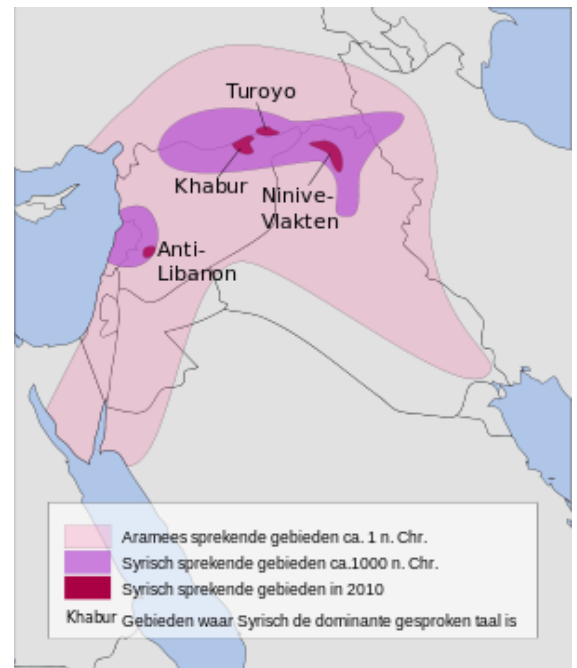 Turoyo
Khabur
Ninive-
Vlakten
Anti-
Libanon
Aramees sprekende gebieden ca. 1 n. Chr.
Syrisch sprekende gebieden ca.1000 n. Chr.
Syrisch sprekende gebieden in 2010
Khabur Gebieden waar Syrisch de dominante gesproken taal is